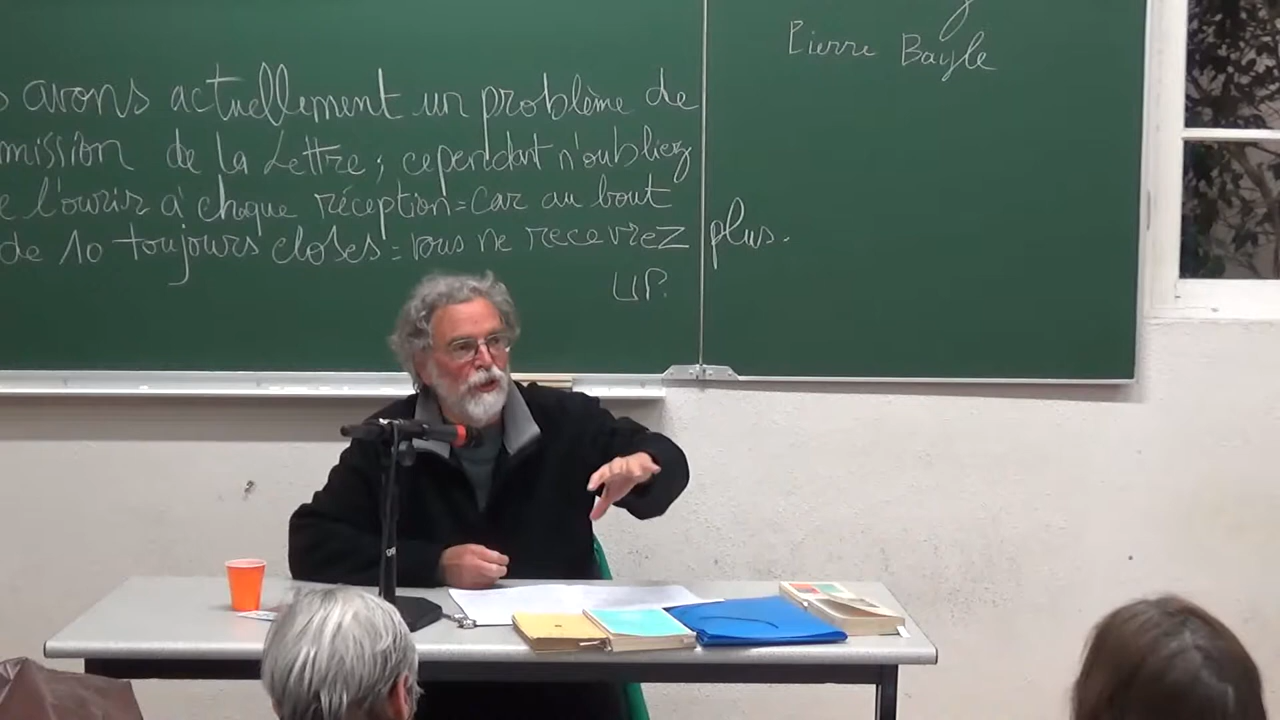 Pierre Bayle
s avons actuellement un problème de
mission de la Lettre; cependant n'oubliez
e l'ouvrir à chaque réception = car au bout
de 10 toujours closes = vous ne recevrez plus.
UP.